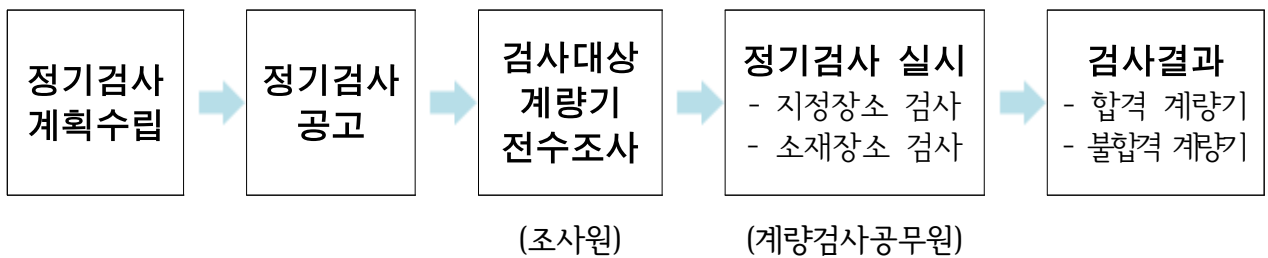 정기검사
계획수립
정기검사
공고
검사대상
계량기
전수조사
정기검사 실시
- 지정장소 검사
- 소재장소 검사
검사결과
- 합격 계량기
- 불합격 계량기
(조사원)
(계량검사공무원)